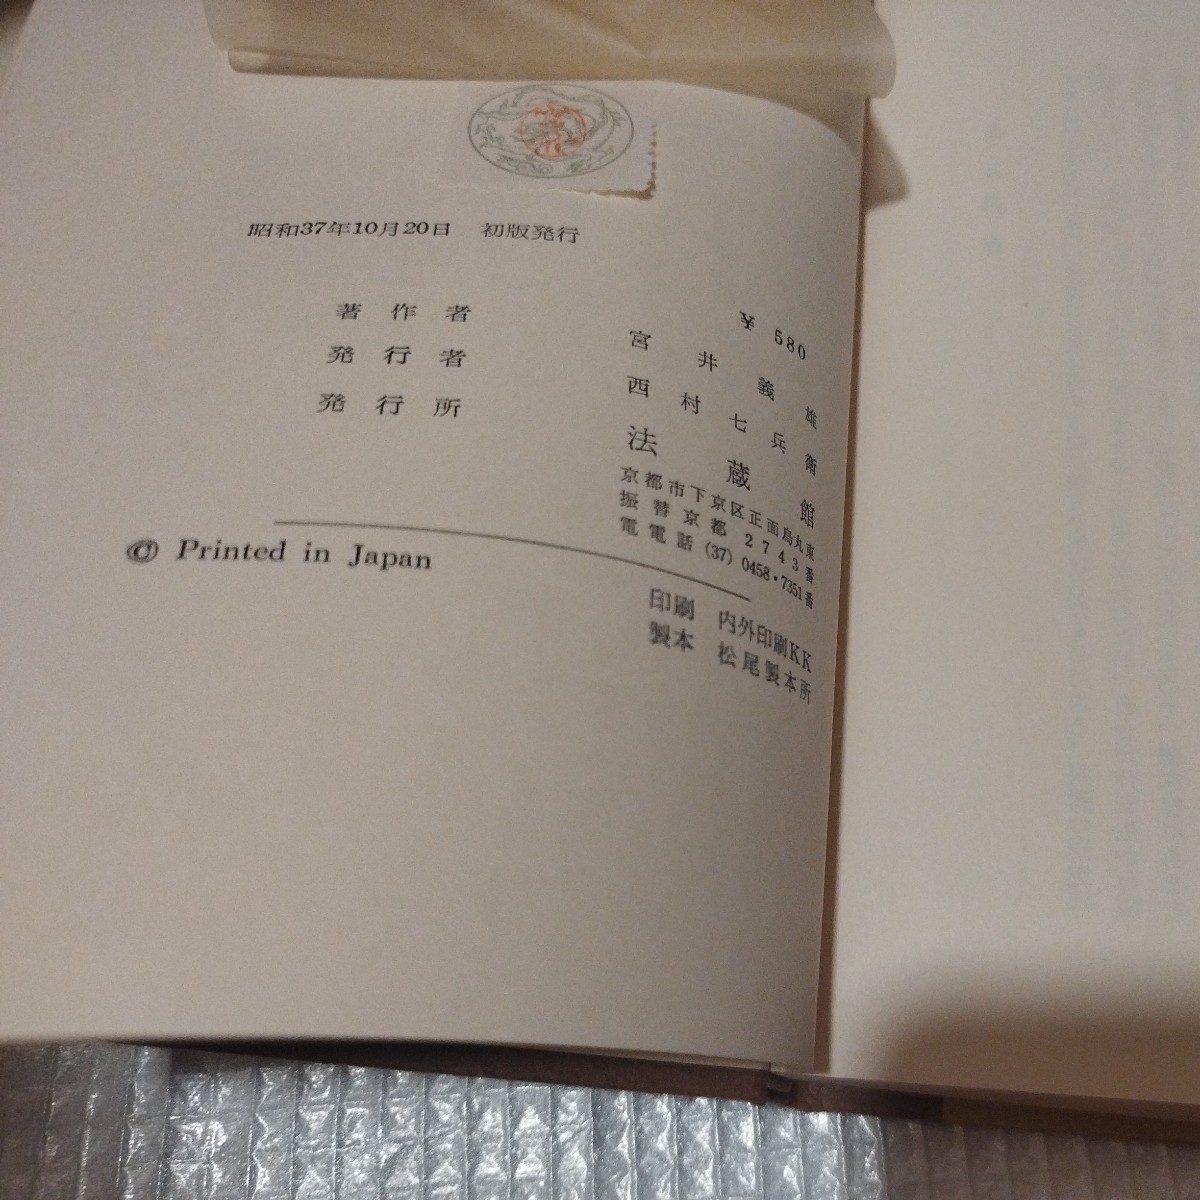 昭和37年10月20日 初版発行
¥ 580
著作者 宮井義雄
発行者 西村七兵衛
発行所 法蔵館
京都市下京区正面烏丸東
振替京都2743番
電電話(37)0458・7351番
© Printed in Japan
印刷 内外印刷KK
製本 松尾製本所